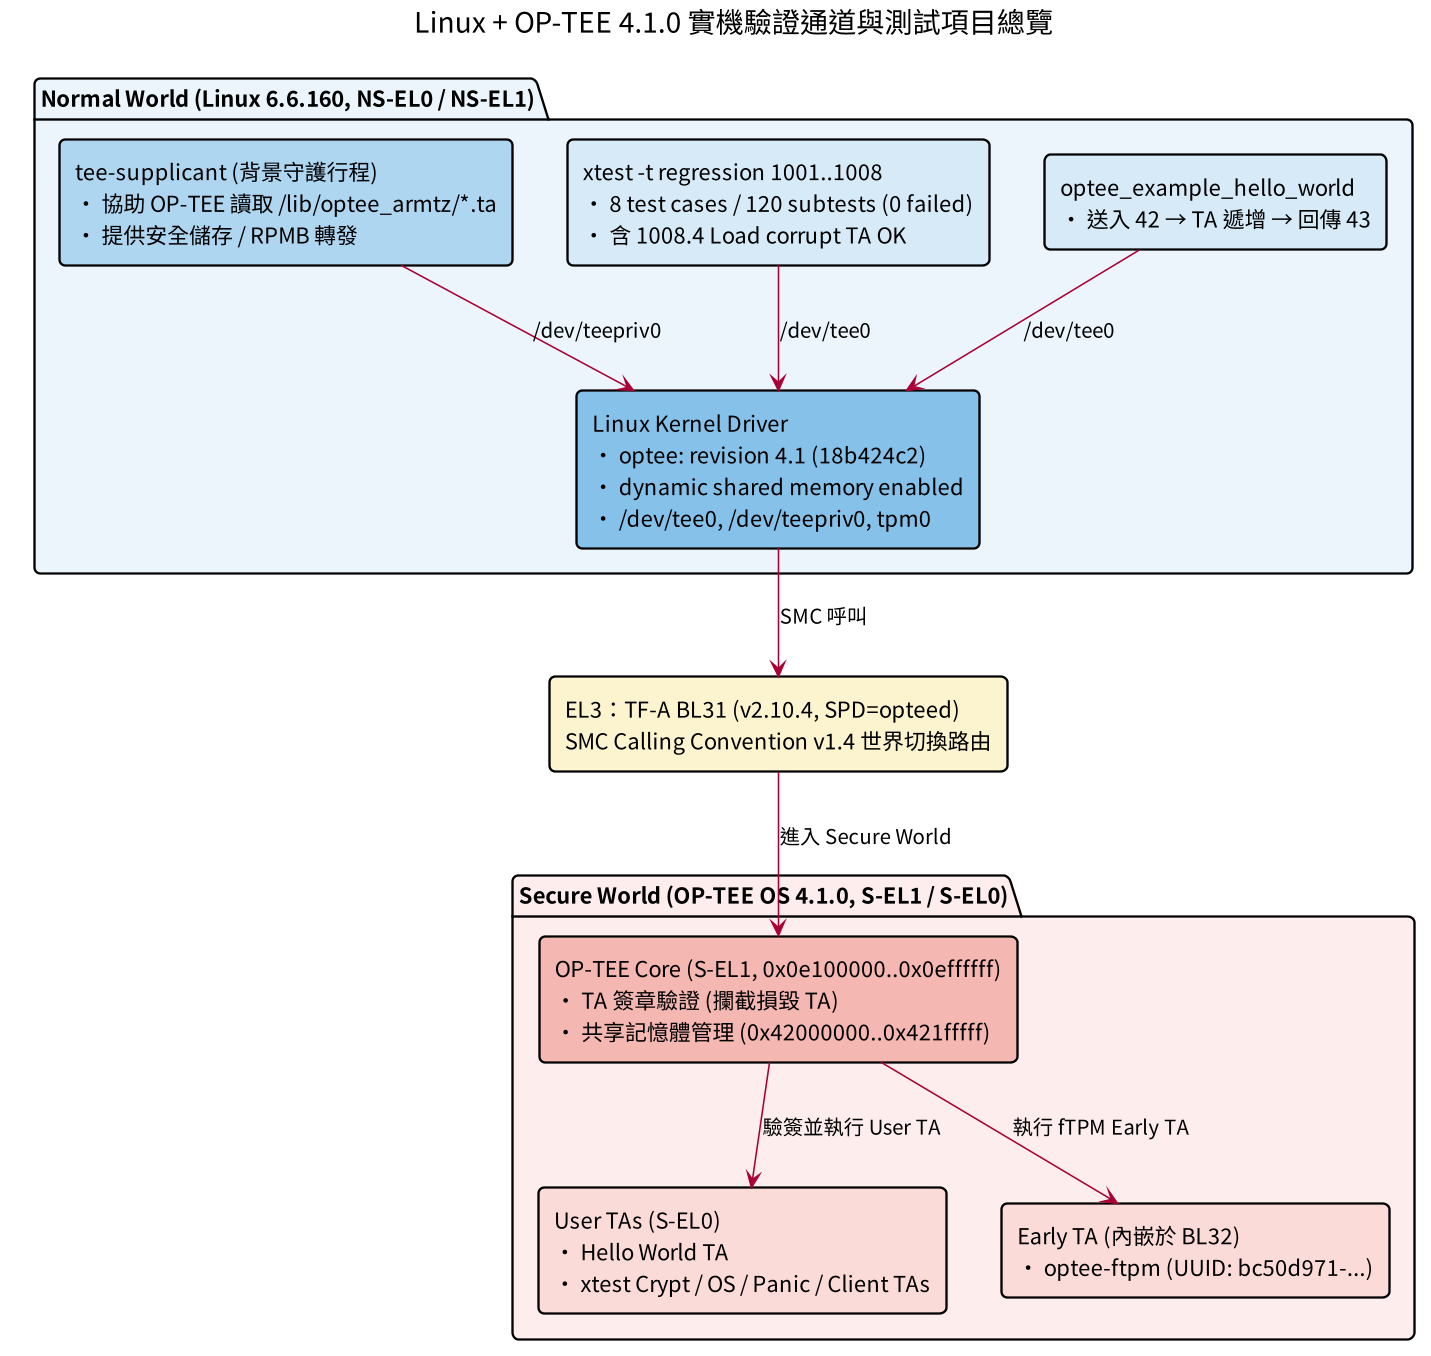 Linux + OP-TEE 4.1.0 實機驗證通道與測試項目總覽
Normal World (Linux 6.6.160, NS-EL0 / NS-EL1)
tee-supplicant (背景守護行程)
• 協助 OP-TEE 讀取 /lib/optee_armtz/*.ta
• 提供安全儲存 / RPMB 轉發
xtest -t regression 1001..1008
• 8 test cases / 120 subtests (0 failed)
• 含 1008.4 Load corrupt TA OK
optee_example_hello_world
• 送入 42 → TA 遞增 → 回傳 43
/dev/teepriv0
/dev/tee0
/dev/tee0
Linux Kernel Driver
• optee: revision 4.1 (18b424c2)
• dynamic shared memory enabled
• /dev/tee0, /dev/teepriv0, tpm0
SMC 呼叫
EL3：TF-A BL31 (v2.10.4, SPD=opteed)
SMC Calling Convention v1.4 世界切換路由
進入 Secure World
Secure World (OP-TEE OS 4.1.0, S-EL1 / S-EL0)
OP-TEE Core (S-EL1, 0x0e100000..0x0effffff)
• TA 簽章驗證 (攔截損毀 TA)
• 共享記憶體管理 (0x42000000..0x421fffff)
驗簽並執行 User TA
執行 fTPM Early TA
User TAs (S-EL0)
• Hello World TA
• xtest Crypt / OS / Panic / Client TAs
Early TA (內嵌於 BL32)
• optee-ftpm (UUID: bc50d971-...)